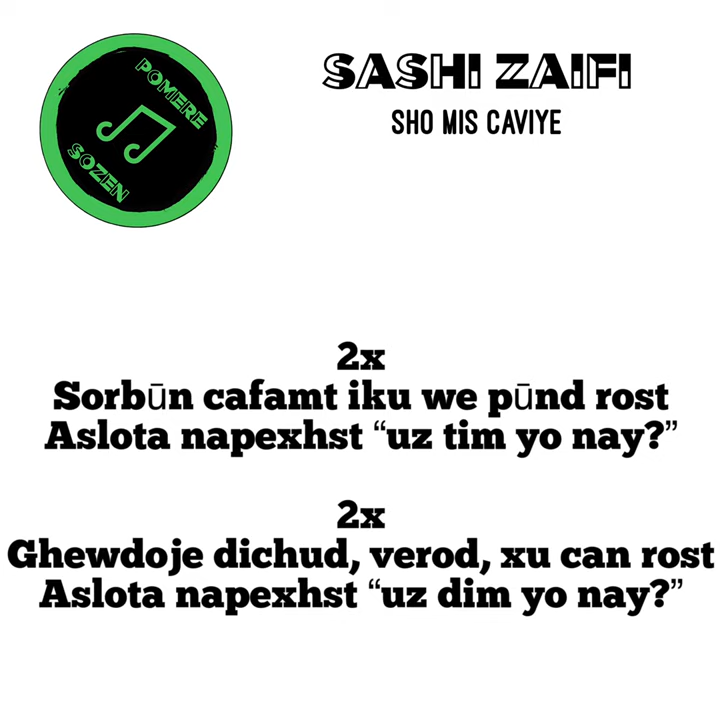 POMERE
SOZEN
SASHI ZAIFI
SHO MIS CAVIYE
2x
Sorbūn cafamt iku we pūnd rost
Aslota napexhst “uz tim yo nay?”
2x
Ghewdoje dichud, verod, xu can rost
Aslota napexhst “uz dim yo nay?”